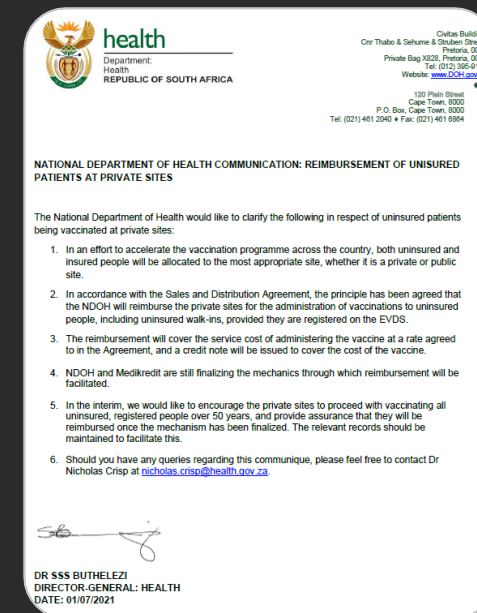 health
Department:
Health
REPUBLIC OF SOUTH AFRICA
Civitas Buildi
Cnr Thabo & Sehume & Struben Stre
Pretoria, 00
Private Bag X828, Pretoria, 00
Tel: (012) 395-81
Website: www.DOH.gov
120 Plein Street
Cape Town, 8000
P.O. Box, Cape Town, 8000
Tel: (021) 461 2040 ♦ Fax: (021) 461 6864
NATIONAL DEPARTMENT OF HEALTH COMMUNICATION: REIMBURSEMENT OF UNISURED
PATIENTS AT PRIVATE SITES
The National Department of Health would like to clarify the following in respect of uninsured patients
being vaccinated at private sites:
1. In an effort to accelerate the vaccination programme across the country, both uninsured and
insured people will be allocated to the most appropriate site, whether it is a private or public
site.
2. In accordance with the Sales and Distribution Agreement, the principle has been agreed that
the NDOH will reimburse the private sites for the administration of vaccinations to uninsured
people, including uninsured walk-ins, provided they are registered on the EVDS.
3. The reimbursement will cover the service cost of administering the vaccine at a rate agreed
to in the Agreement, and a credit note will be issued to cover the cost of the vaccine.
4. NDOH and Medikredit are still finalizing the mechanics through which reimbursement will be
facilitated.
5. In the interim, we would like to encourage the private sites to proceed with vaccinating all
uninsured, registered people over 50 years, and provide assurance that they will be
reimbursed once the mechanism has been finalized. The relevant records should be
maintained to facilitate this.
6. Should you have any queries regarding this communique, please feel free to contact Dr
Nicholas Crisp at nicholas.crisp@health.gov.za.
DR SSS BUTHELEZI
DIRECTOR-GENERAL: HEALTH
DATE: 01/07/2021